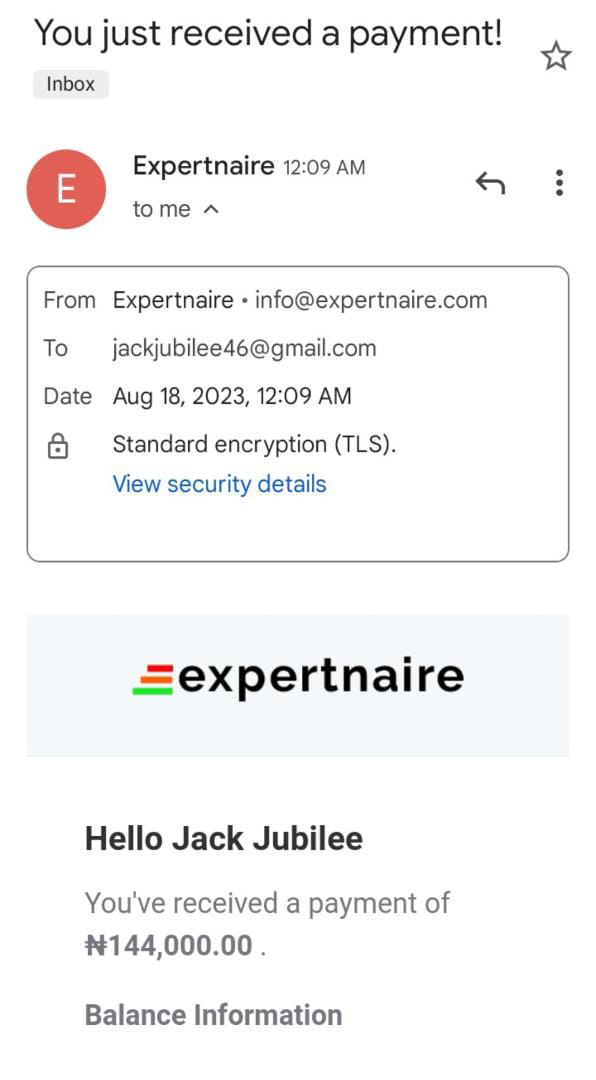 You just received a payment!
Inbox
E
Expertnaire 12:09 AM
to me
From Expertnaire • info@expertnaire.com
To jackjubilee46@gmail.com
Date Aug 18, 2023, 12:09 AM
Standard encryption (TLS).
View security details
expertnaire
Hello Jack Jubilee
You've received a payment of
₦144,000.00 .
Balance Information